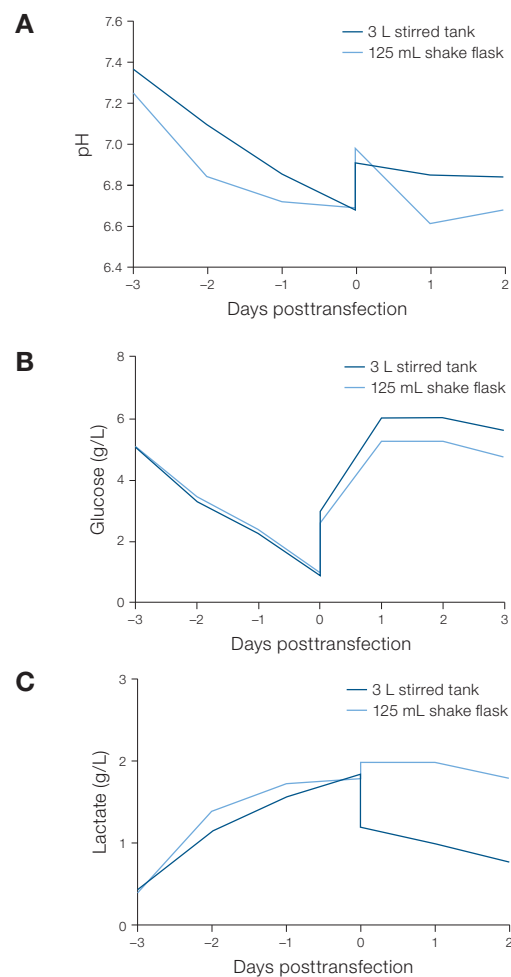 A
7.6
7.4
7.2
7.0
6.8
6.6
6.4
pH
3 L stirred tank
125 mL shake flask
−3 −2 −1 0 1 2
Days posttransfection
B
8
6
4
2
0
Glucose (g/L)
3 L stirred tank
125 mL shake flask
−3 −2 −1 0 1 2 3
Days posttransfection
C
3
2
1
0
Lactate (g/L)
3 L stirred tank
125 mL shake flask
−3 −2 −1 0 1 2
Days posttransfection